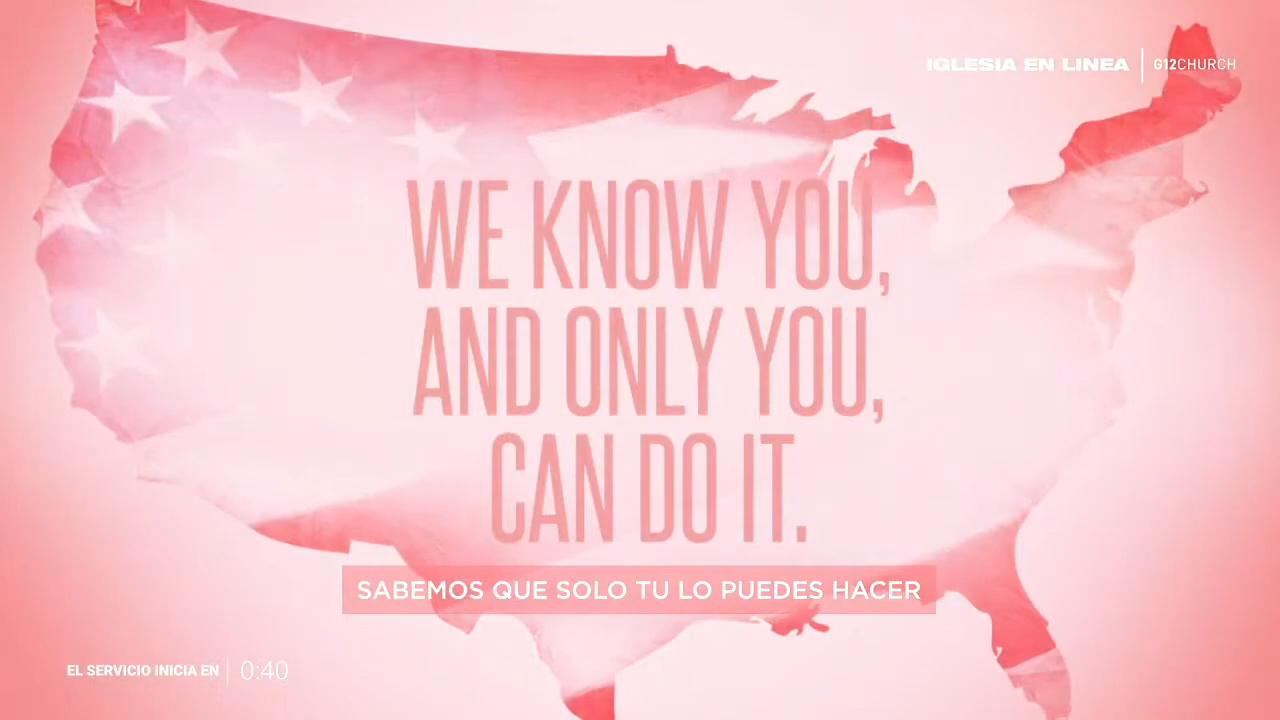 IGLESIA EN LINEA | G12CHURCH
WE KNOW YOU,
AND ONLY YOU,
CAN DO IT.
SABEMOS QUE SOLO TU LO PUEDES HACER
EL SERVICIO INICIA EN | 0:40